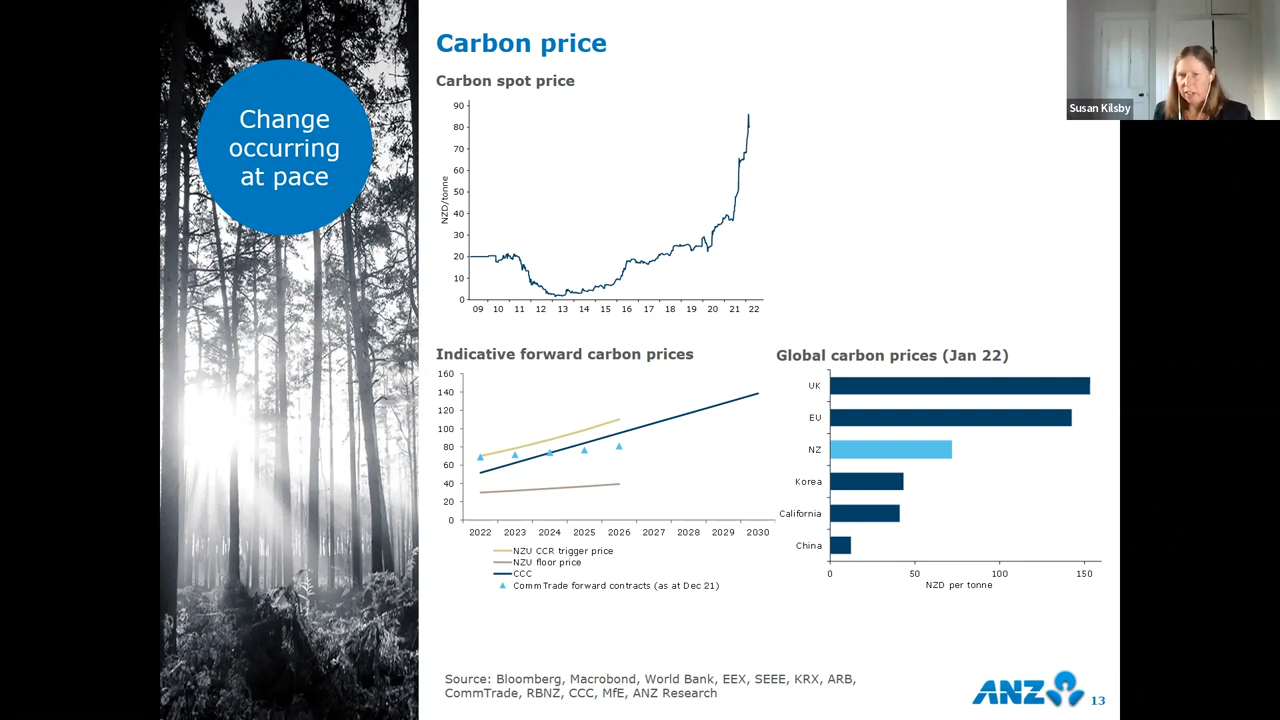 Change
occurring
at pace
Carbon price
Carbon spot price
NZD/tonne
90
80
70
60
50
40
30
20
10
0
09 10 11 12 13 14 15 16 17 18 19 20 21 22
Susan Kilsby
Indicative forward carbon prices
160
140
120
100
80
60
40
20
0
2022 2023 2024 2025 2026 2027 2028 2029 2030
NZU CCR trigger price
NZU floor price
CCC
CommTrade forward contracts (as at Dec 21)
Global carbon prices (Jan 22)
UK
EU
NZ
Korea
California
China
0 50 100 150
NZD per tonne
Source: Bloomberg, Macrobond, World Bank, EEX, SEEE, KRX, ARB,
CommTrade, RBNZ, CCC, MfE, ANZ Research
ANZ
13